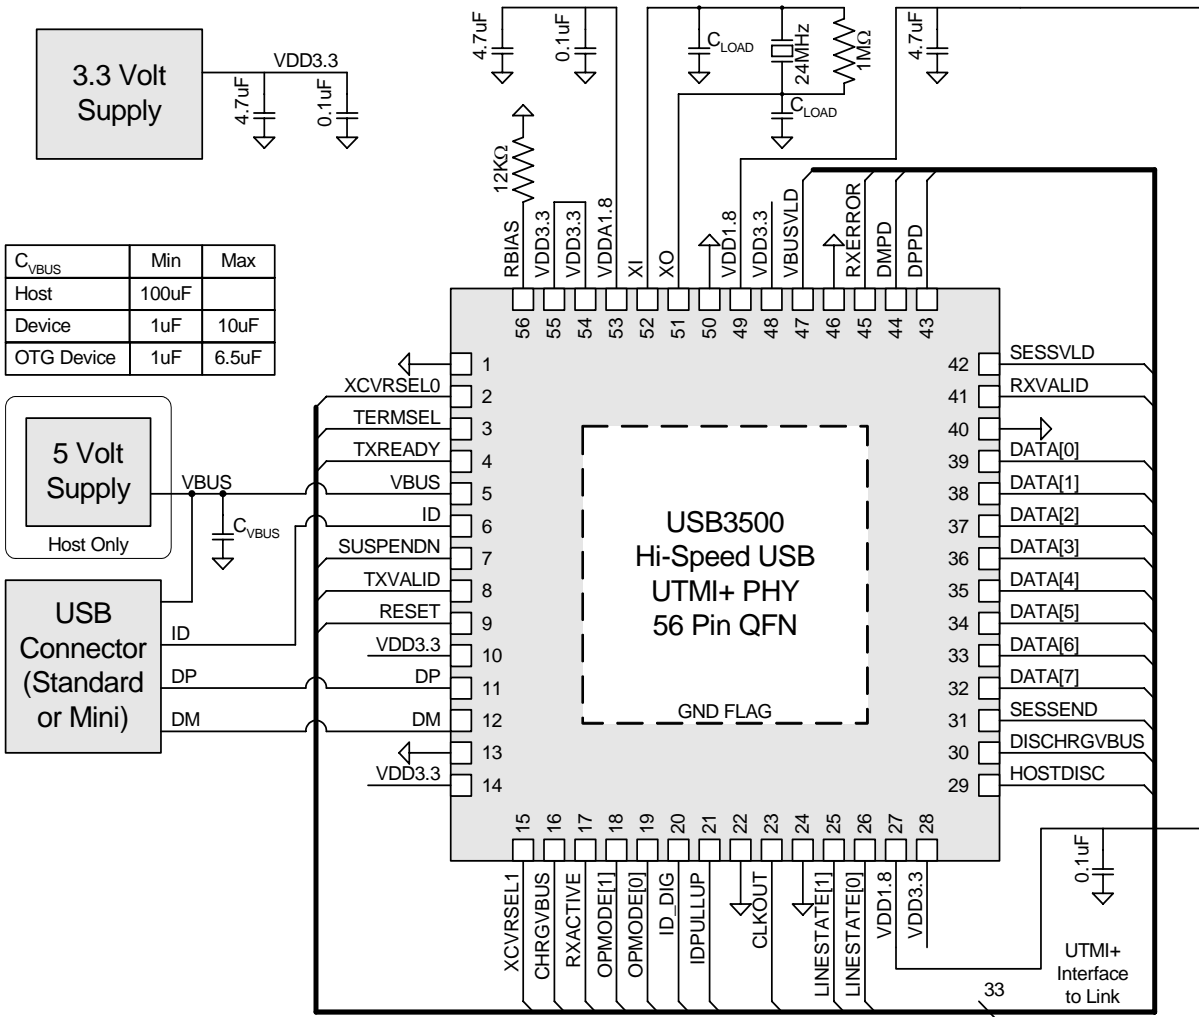 3.3 Volt
Supply
VDD3.3
4.7uF
0.1uF
4.7uF
0.1uF
C_LOAD
24MHz
1MΩ
C_LOAD
4.7uF
12KΩ
RBIAS
VDD3.3
VDD3.3
VDDA1.8
XI
XO
VDD1.8
VDD3.3
VBUSVLD
RXERROR
DMPD
DPPD
56
55
54
53
52
51
50
49
48
47
46
45
44
43
C_VBUS Min Max
Host 100uF
Device 1uF 10uF
OTG Device 1uF 6.5uF
5 Volt
Supply
Host Only
VBUS
C_VBUS
USB
Connector
(Standard
or Mini)
ID
DP
DM
1
XCVRSEL0 2
TERMSEL 3
TXREADY 4
VBUS 5
ID 6
SUSPENDN 7
TXVALID 8
RESET 9
VDD3.3 10
DP 11
DM 12
13
VDD3.3 14
USB3500
Hi-Speed USB
UTMI+ PHY
56 Pin QFN
GND FLAG
42 SESSVLD
41 RXVALID
40
39 DATA[0]
38 DATA[1]
37 DATA[2]
36 DATA[3]
35 DATA[4]
34 DATA[5]
33 DATA[6]
32 DATA[7]
31 SESSEND
30 DISCHRGVBUS
29 HOSTDISC
15
16
17
18
19
20
21
22
23
24
25
26
27
28
XCVRSEL1
CHRGVBUS
RXACTIVE
OPMODE[1]
OPMODE[0]
ID_DIG
IDPULLUP
CLKOUT
LINESTATE[1]
LINESTATE[0]
VDD1.8
VDD3.3
0.1uF
33
UTMI+
Interface
to Link